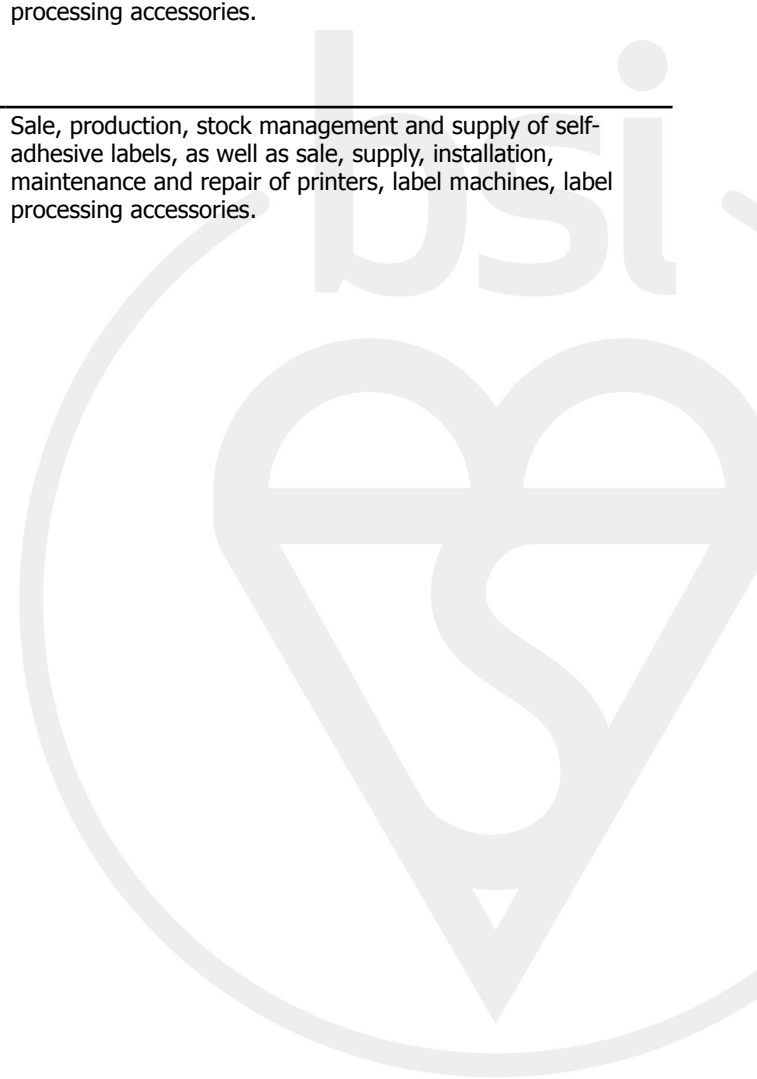 processing accessories.
bsi
Sale, production, stock management and supply of self-
adhesive labels, as well as sale, supply, installation,
maintenance and repair of printers, label machines, label
processing accessories.